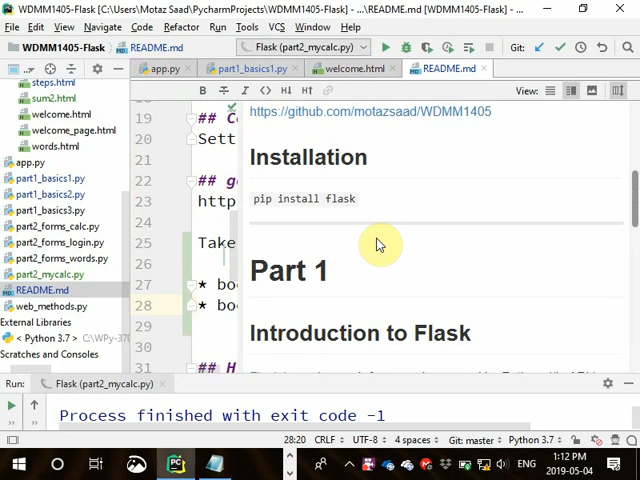 WDMM1405-Flask [C:\Users\Motaz Saad\PycharmProjects\WDMM1405-Flask] - ...\README.md [WDMM1405-Flask] - ...
File Edit View Navigate Code Refactor Run Tools VCS Window Help
WDMM1405-Flask README.md Flask (part2_mycalc.py) Git:
app.py part1_basics1.py welcome.html README.md
B I H↓ H↑ View:
steps.html
sum2.html
welcome.html
welcome_page.html
words.html
app.py
part1_basics1.py
part1_basics2.py
part1_basics3.py
part2_forms_calc.py
part2_forms_login.py
part2_forms_words.py
part2_mycalc.py
README.md
web_methods.py
External Libraries
< Python 3.7 > C:\WPy-370
Scratches and Consoles
19 ## C
20 Sett
21
22 ## g
23 http
24
25 Take
26
27 * bo
28 * bo
29
30
31 ## H
https://github.com/motazsaad/WDMM1405
Installation
pip install flask
Part 1
Introduction to Flask
Run: Flask (part2_mycalc.py)
Process finished with exit code -1
28:20 CRLF UTF-8 4 spaces Git: master Python 3.7
ENG 1:12 PM
2019-05-04